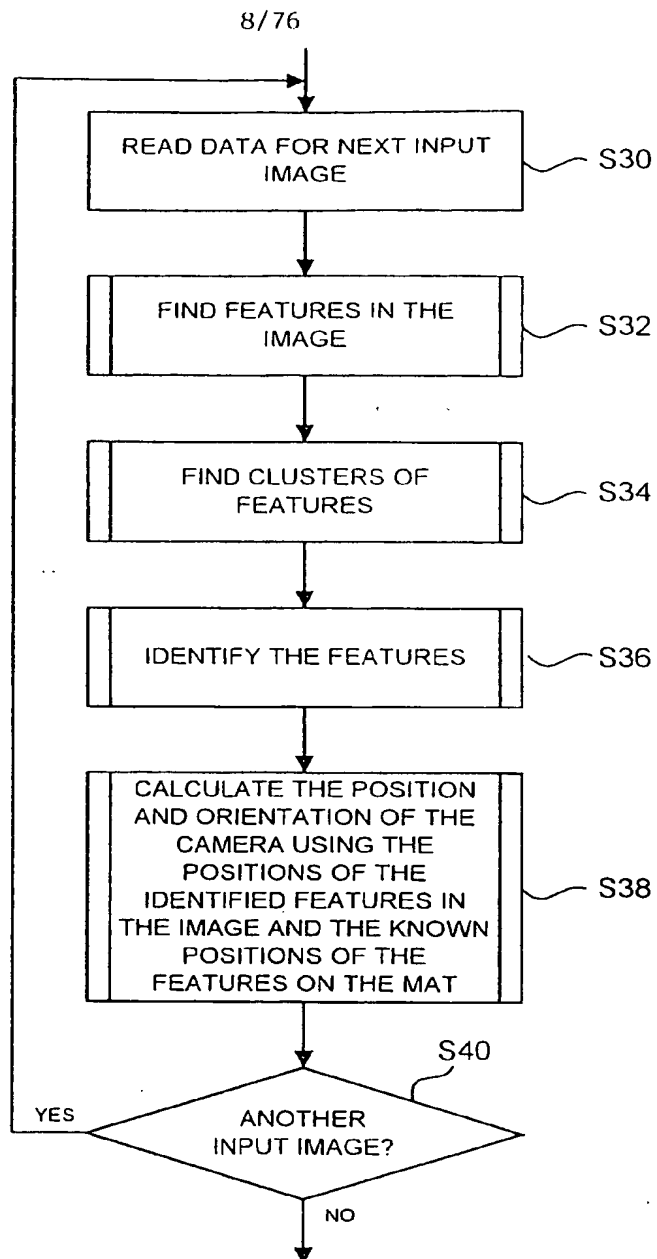 8/76
READ DATA FOR NEXT INPUT
IMAGE
S30
FIND FEATURES IN THE
IMAGE
S32
FIND CLUSTERS OF
FEATURES
S34
IDENTIFY THE FEATURES
S36
CALCULATE THE POSITION
AND ORIENTATION OF THE
CAMERA USING THE
POSITIONS OF THE
IDENTIFIED FEATURES IN
THE IMAGE AND THE KNOWN
POSITIONS OF THE
FEATURES ON THE MAT
S38
S40
YES
ANOTHER
INPUT IMAGE?
NO